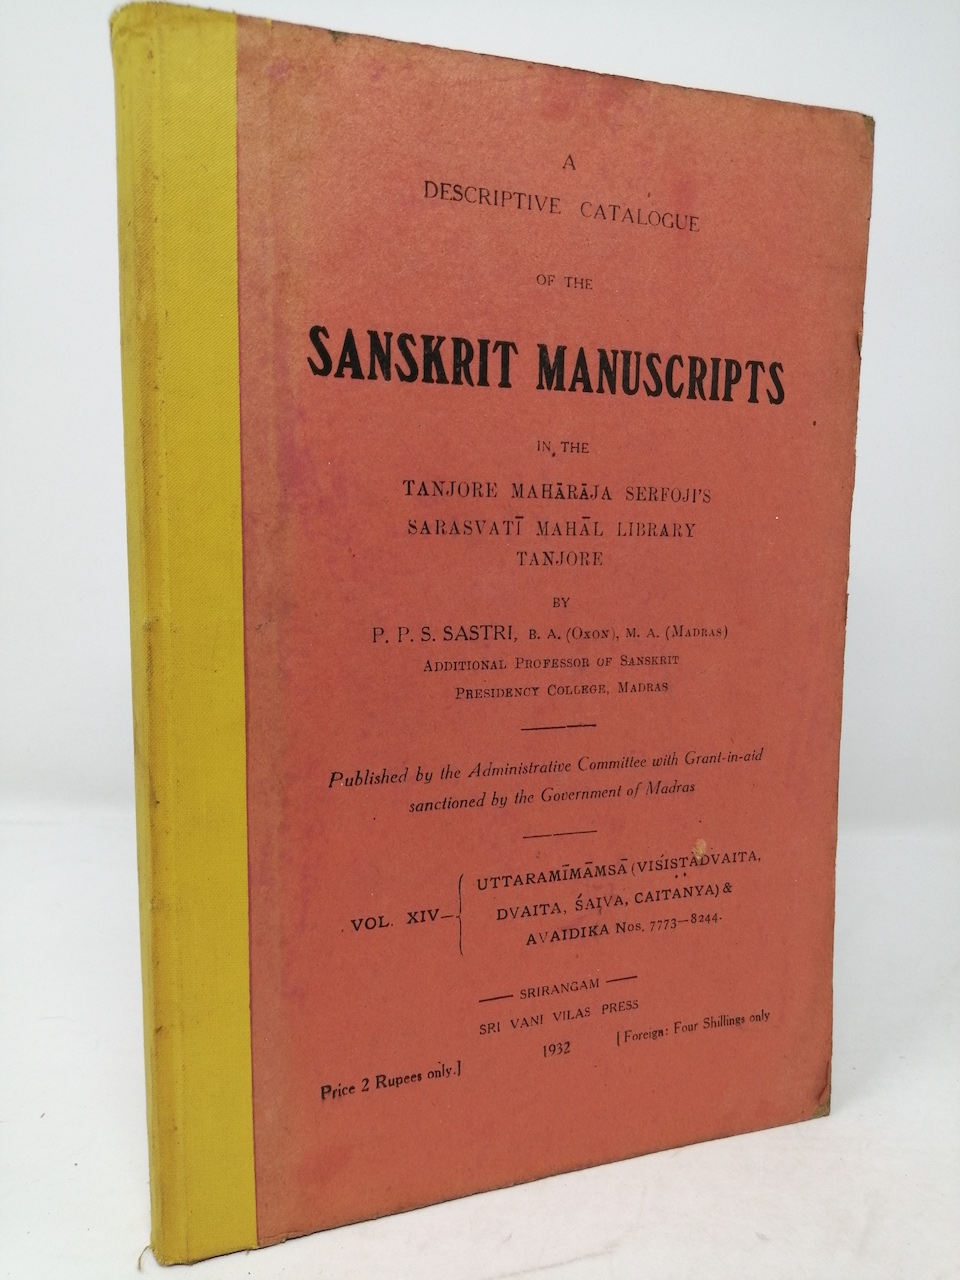 A
DESCRIPTIVE CATALOGUE
OF THE
SANSKRIT MANUSCRIPTS
IN THE
TANJORE MAHĀRĀJA SERFOJI'S
SARASVATĪ MAHĀL LIBRARY
TANJORE
BY
P. P. S. SASTRI, B. A. (OXON), M. A. (MADRAS)
ADDITIONAL PROFESSOR OF SANSKRIT
PRESIDENCY COLLEGE, MADRAS
Published by the Administrative Committee with Grant-in-aid
sanctioned by the Government of Madras
VOL. XIV—
UTTARAMĪMĀMSĀ (VIŚIṢṬĀDVAITA,
DVAITA, ŚAIVA, CAITANYA) &
AVAIDIKA Nos. 7773—8244.
SRIRANGAM
SRI VANI VILAS PRESS
1932
Price 2 Rupees only.]
[Foreign: Four Shillings only